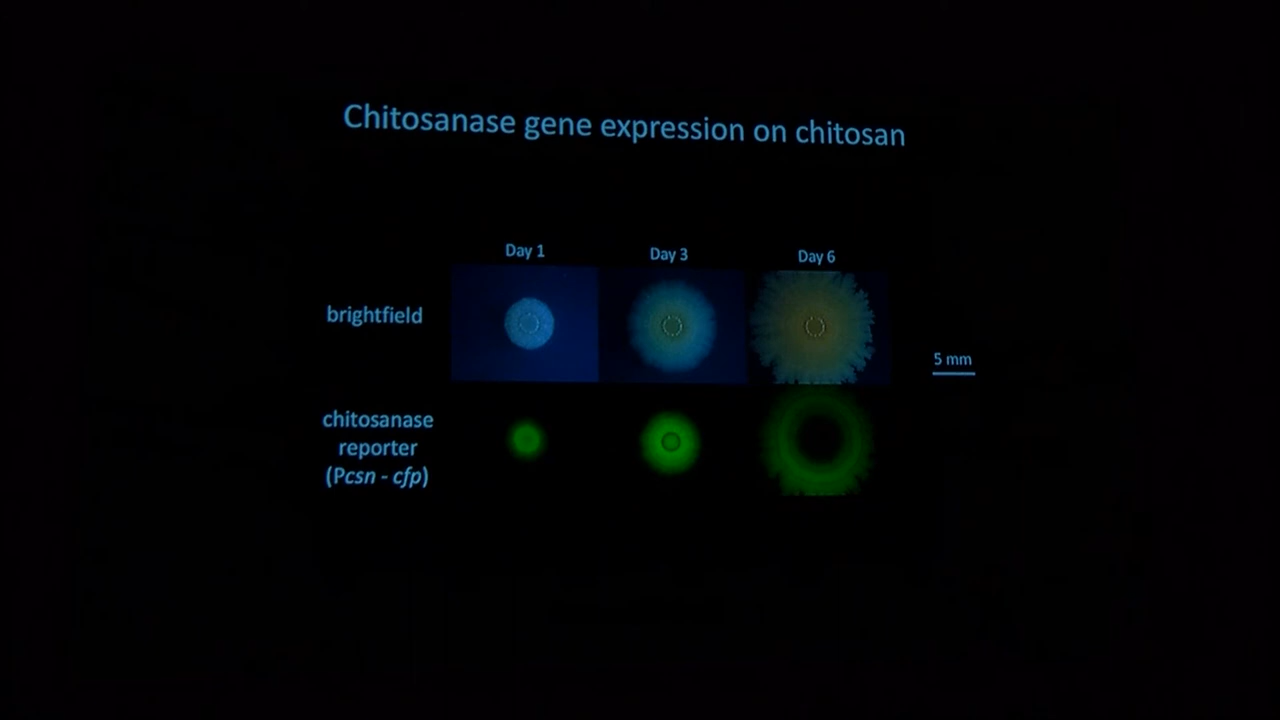 Chitosanase gene expression on chitosan
Day 1
Day 3
Day 6
brightfield
5 mm
chitosanase
reporter
(Pcsn - cfp)